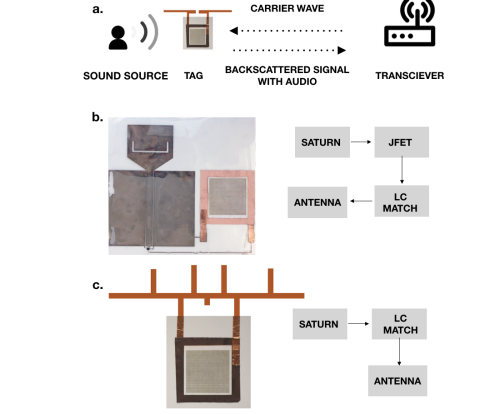 a.
CARRIER WAVE
SOUND SOURCE
TAG
BACKSCATTERED SIGNAL
WITH AUDIO
TRANSCIEVER
b.
SATURN
JFET
ANTENNA
LC
MATCH
c.
SATURN
LC
MATCH
ANTENNA